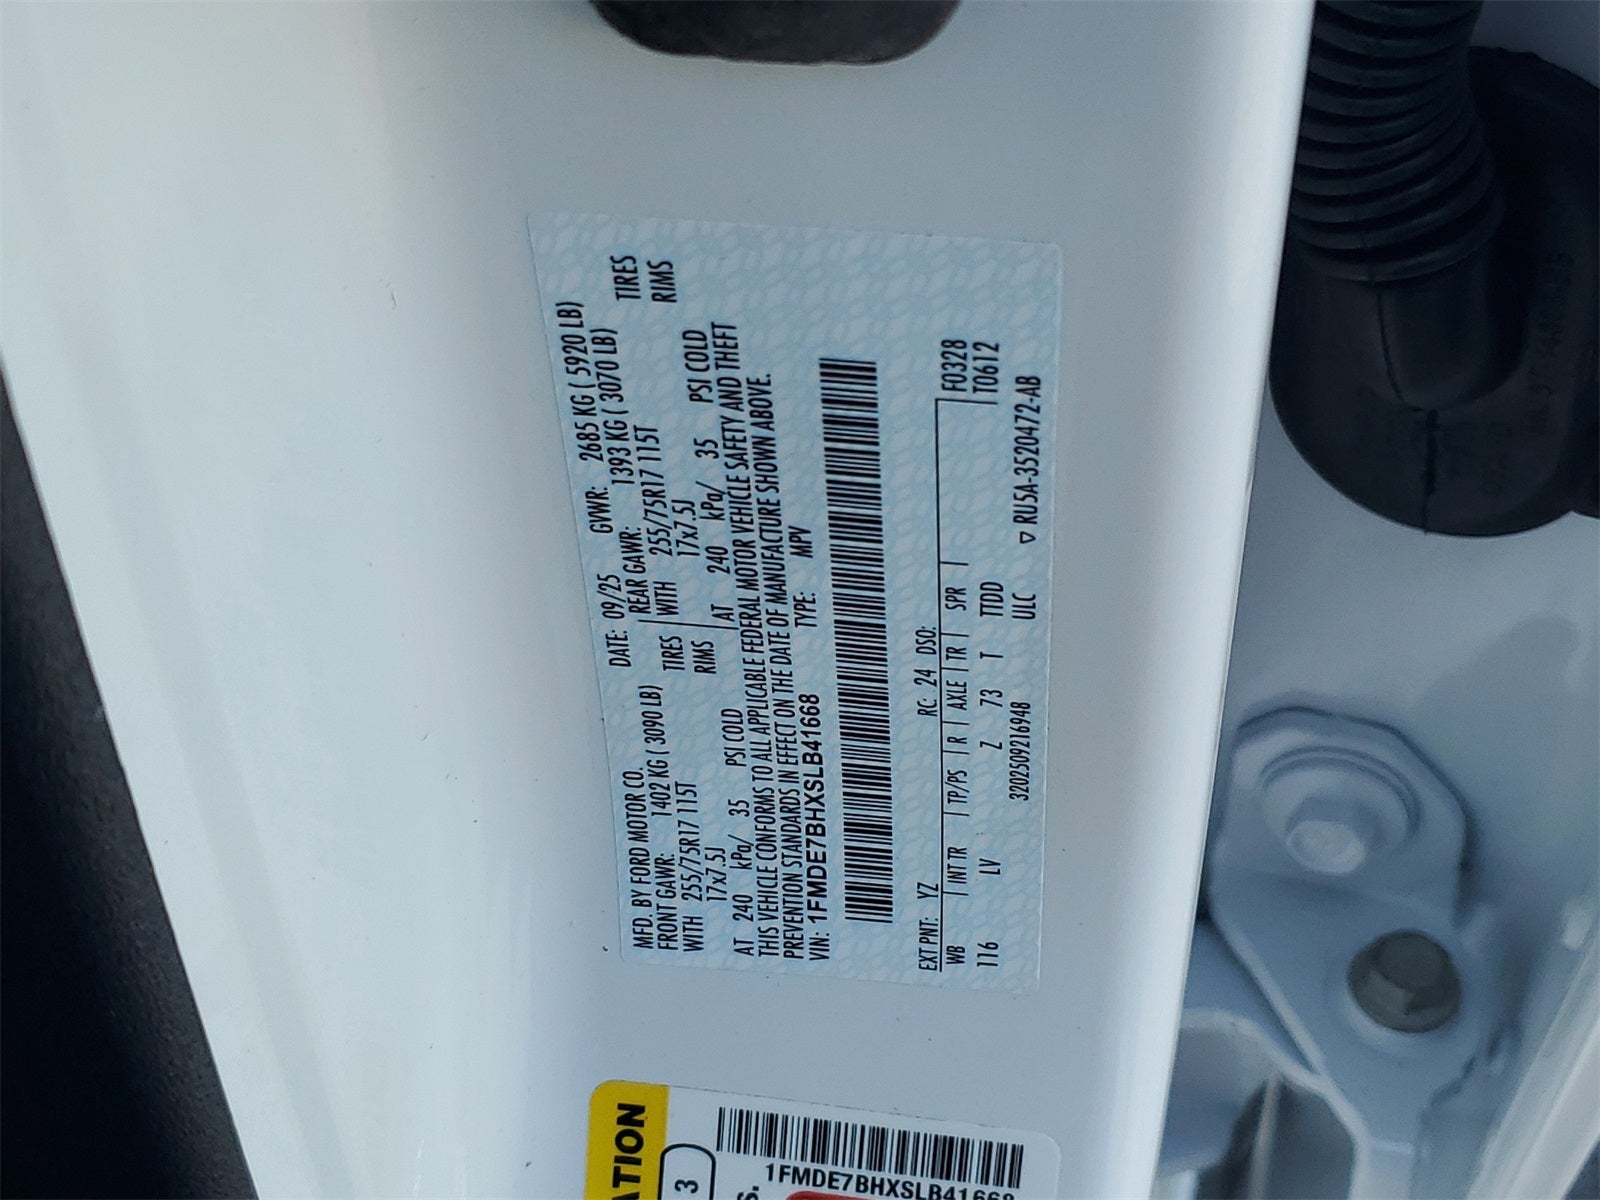 MFD. BY FORD MOTOR CO.
DATE: 09/25 GVWR: 2685 KG ( 5920 LB)
FRONT GAWR: 1402 KG ( 3090 LB)
REAR GAWR: 1393 KG ( 3070 LB)
WITH 255/75R17 115T TIRES
WITH 255/75R17 115T TIRES
17x7.5J RIMS
17x7.5J RIMS
AT 240 kPa/ 35 PSI COLD
AT 240 kPa/ 35 PSI COLD
THIS VEHICLE CONFORMS TO ALL APPLICABLE FEDERAL MOTOR VEHICLE SAFETY AND THEFT
PREVENTION STANDARDS IN EFFECT ON THE DATE OF MANUFACTURE SHOWN ABOVE.
VIN: 1FMDE7BHXSLB41668 TYPE: MPV
EXT PNT: YZ RC: 24 DSO:
WB INT TR TP/PS R AXLE TR SPR F0328
116 LV Z 73 T TTDD T0612
3202509216948 ULC ▽ RU5A-3520472-AB
ATION
3
S.
1FMDE7BHXSLB41668